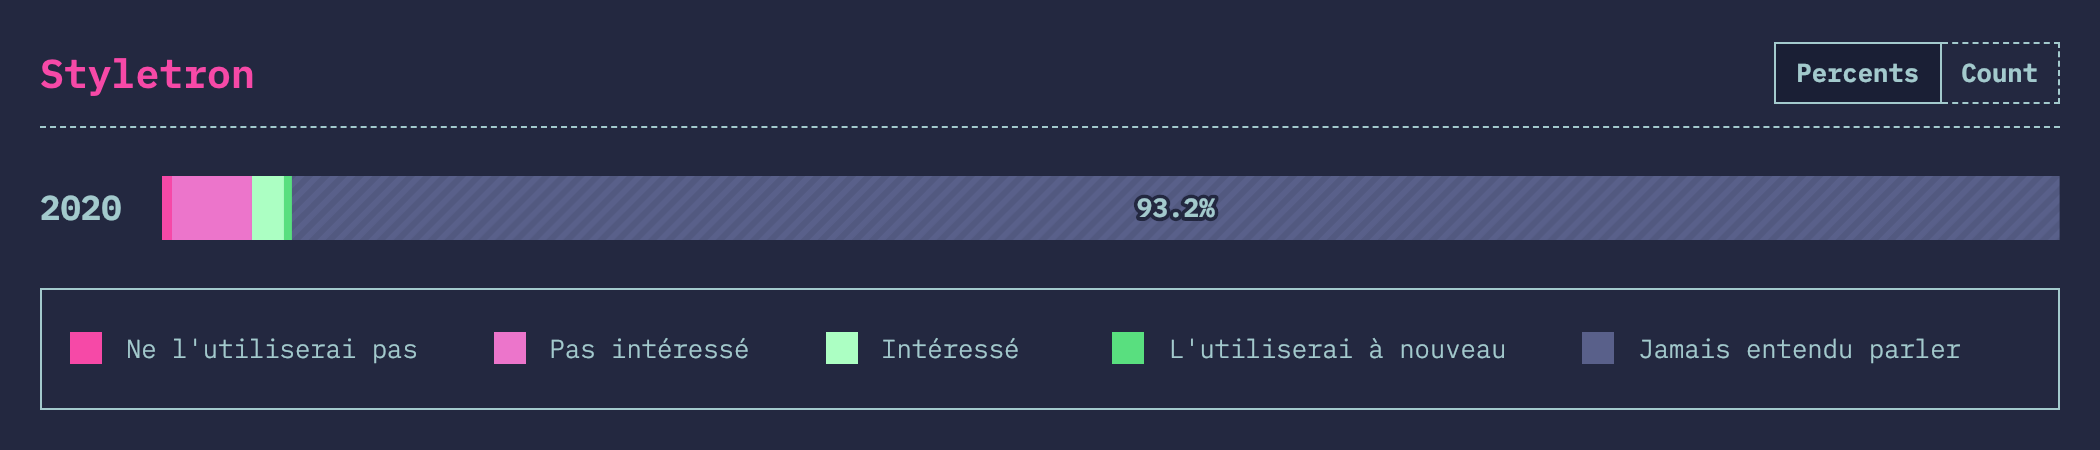 Styletron
Percents Count
2020 93.2%
Ne l'utiliserai pas Pas intéressé Intéressé L'utiliserai à nouveau Jamais entendu parler